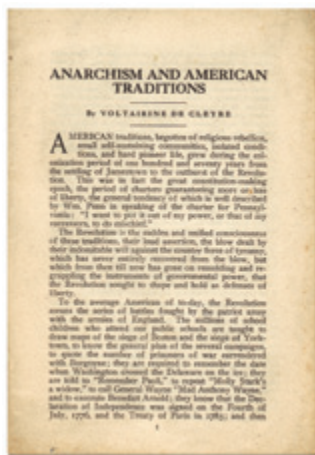 ANARCHISM AND AMERICAN
TRADITIONS
By VOLTAIRINE DE CLEYRE
AMERICAN traditions, begotten of religious rebellion,
small self-sustaining communities, isolated condi-
tions, and hard pioneer life, grew during the col-
onization period of one hundred and seventy years from
the settling of Jamestown to the outburst of the Revolu-
tion. This was in fact the great constitution-making
epoch, the period of charters guaranteeing more or less
of liberty, the general tendency of which is well described
by Wm. Penn in speaking of the charter for Pennsyl-
vania: "I want to put it out of my power, or that of my
successors, to do mischief."
The Revolution is the sudden and unified consciousness
of these traditions, their loud assertion, the blow dealt by
their indomitable will against the counter force of tyranny,
which has never entirely recovered from the blow, but
which from then till now has gone on remolding and re-
grappling the instruments of governmental power, that
the Revolution sought to shape and hold as defenses of
liberty.
To the average American of to-day, the Revolution
means the series of battles fought by the patriot army
with the armies of England. The millions of school
children who attend our public schools are taught to
draw maps of the siege of Boston and the siege of York-
town, to know the general plan of the several campaigns,
to quote the number of prisoners of war surrendered
with Burgoyne; they are required to remember the date
when Washington crossed the Delaware on the ice; they
are told to "Remember Paoli," to repeat "Molly Stark's
a widow," to call General Wayne "Mad Anthony Wayne,"
and to execrate Benedict Arnold; they know that the Dec-
laration of Independence was signed on the Fourth of
July, 1776, and the Treaty of Paris in 1783; and then